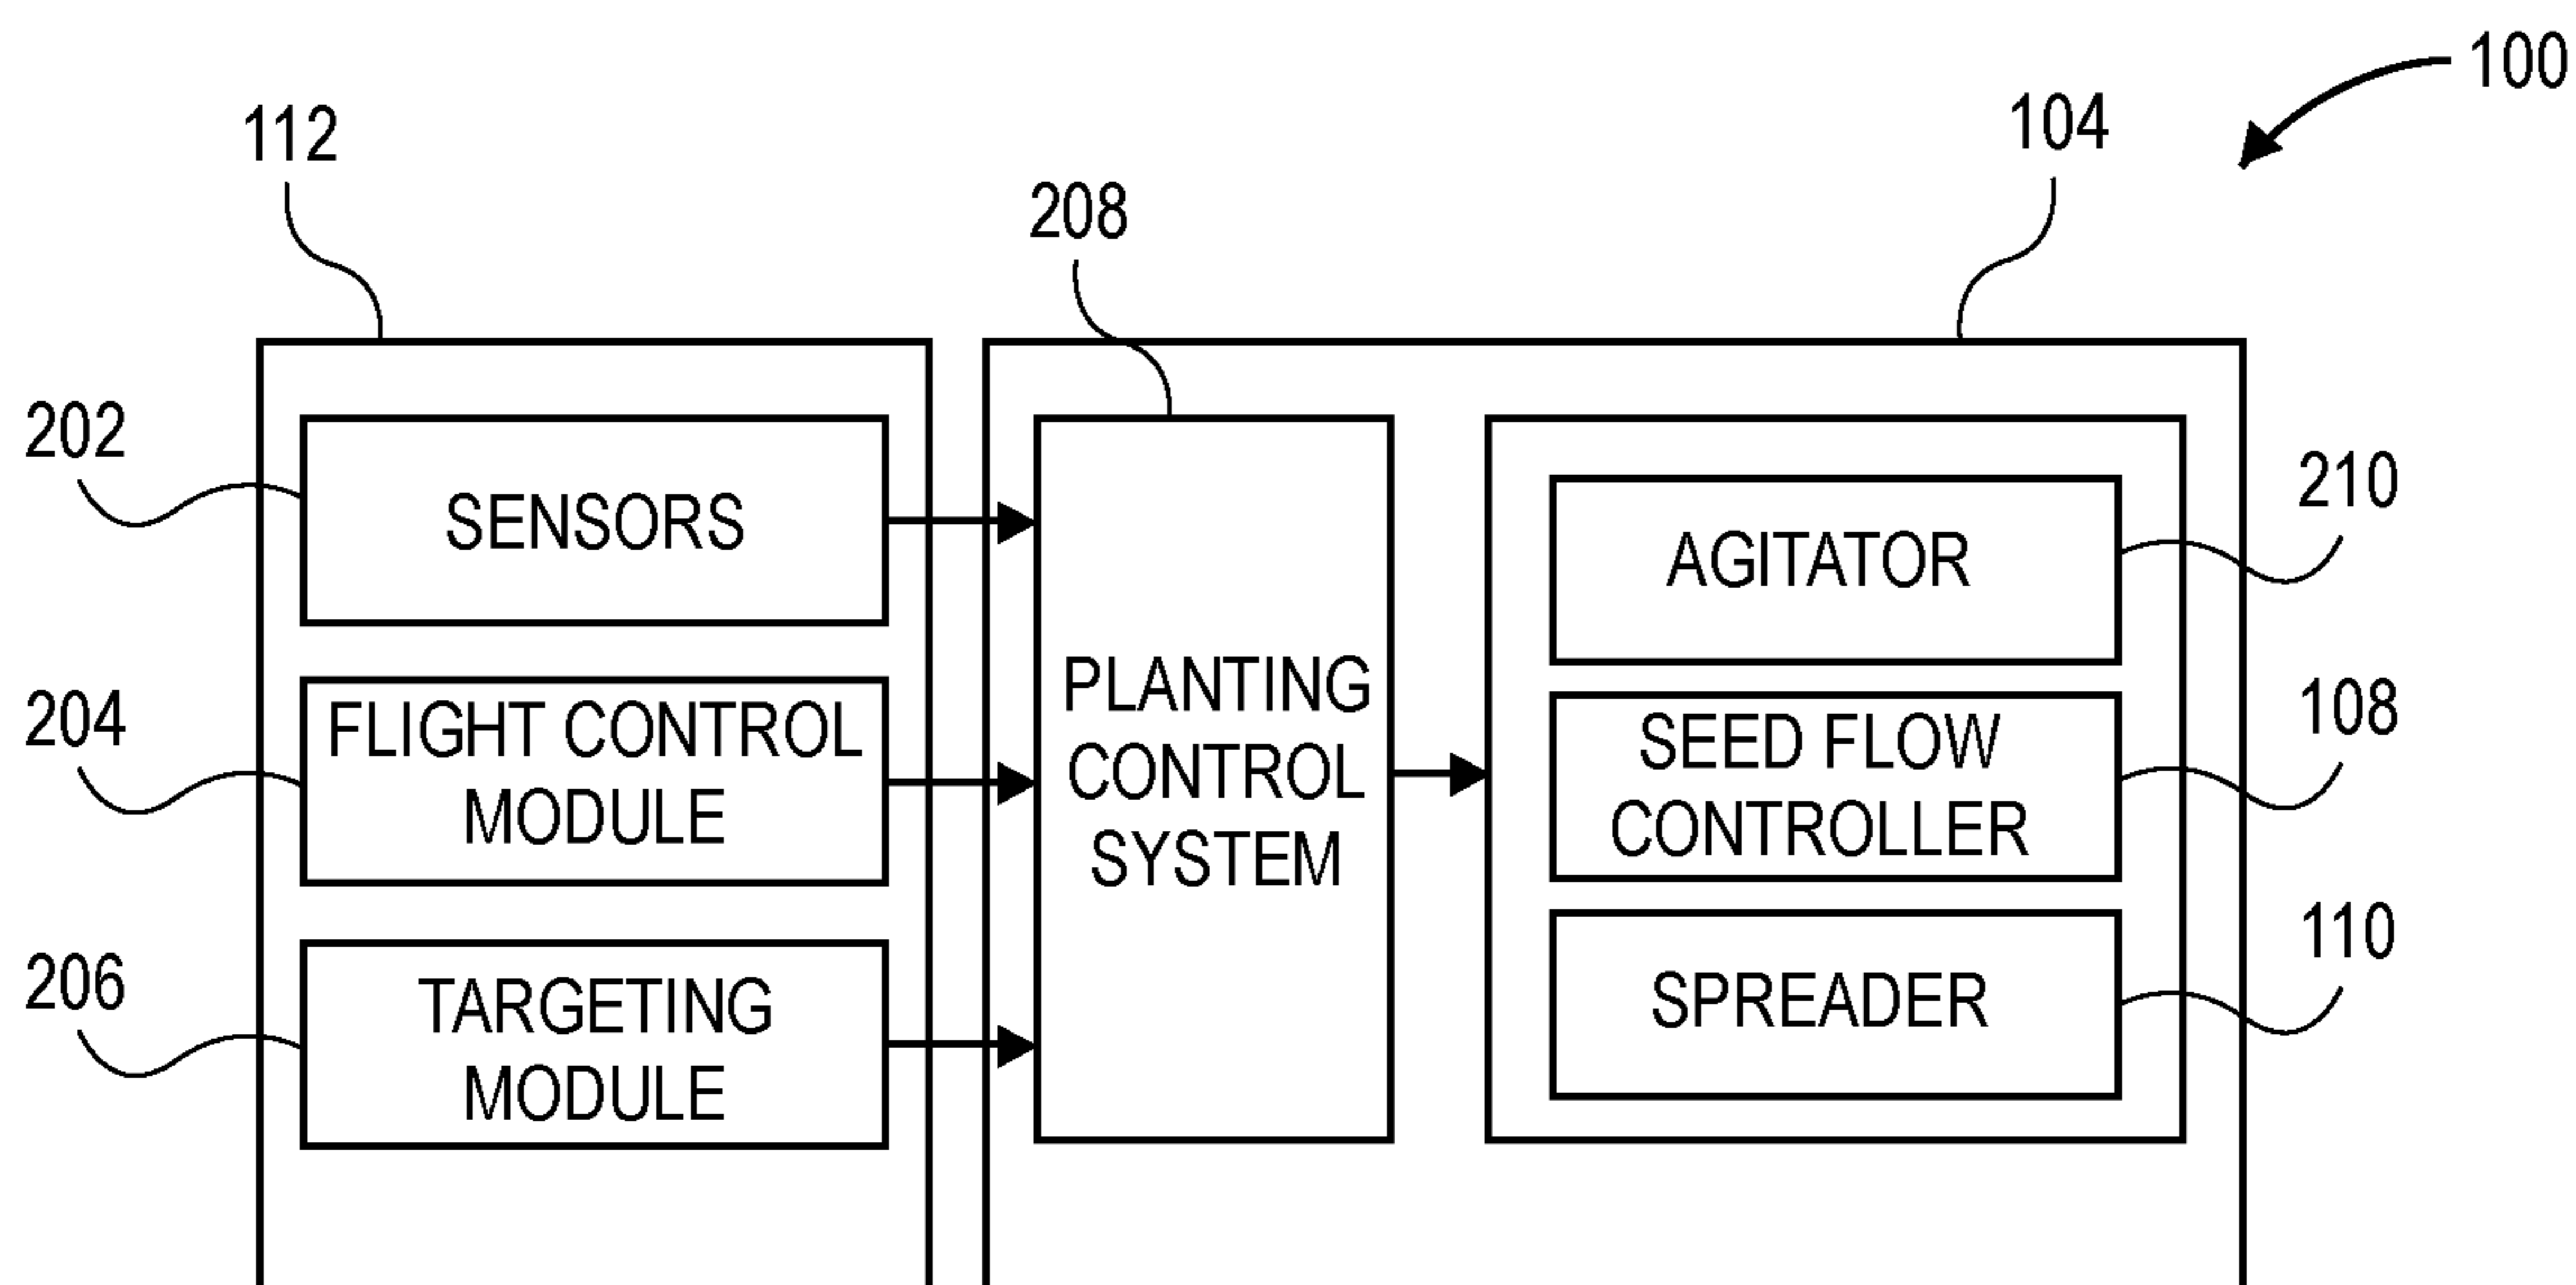 100
104
112
208
202
SENSORS
210
AGITATOR
204
FLIGHT CONTROL
MODULE
PLANTING
CONTROL
SYSTEM
108
SEED FLOW
CONTROLLER
206
TARGETING
MODULE
110
SPREADER